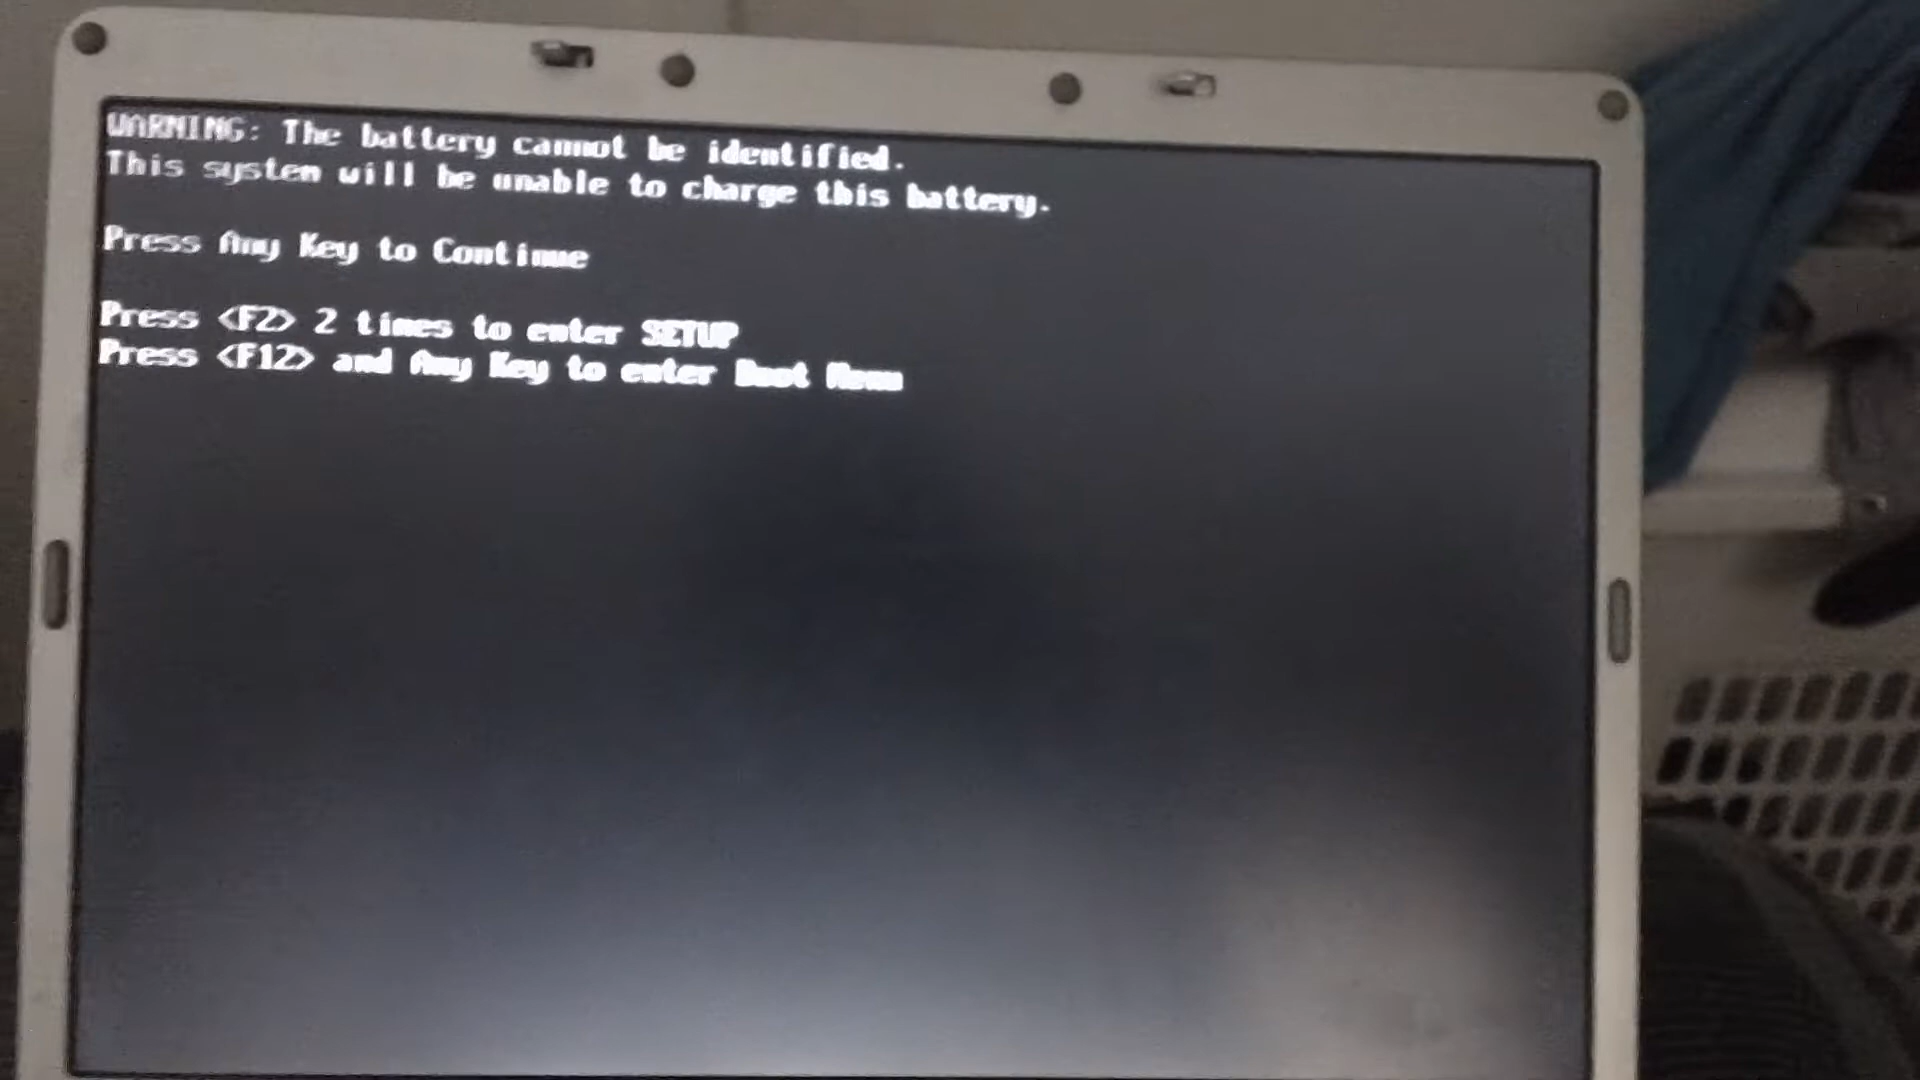 WARNING: The battery cannot be identified.
This system will be unable to charge this battery.
Press Any Key to Continue
Press <F2> 2 times to enter SETUP
Press <F12> and Any Key to enter Boot Menu